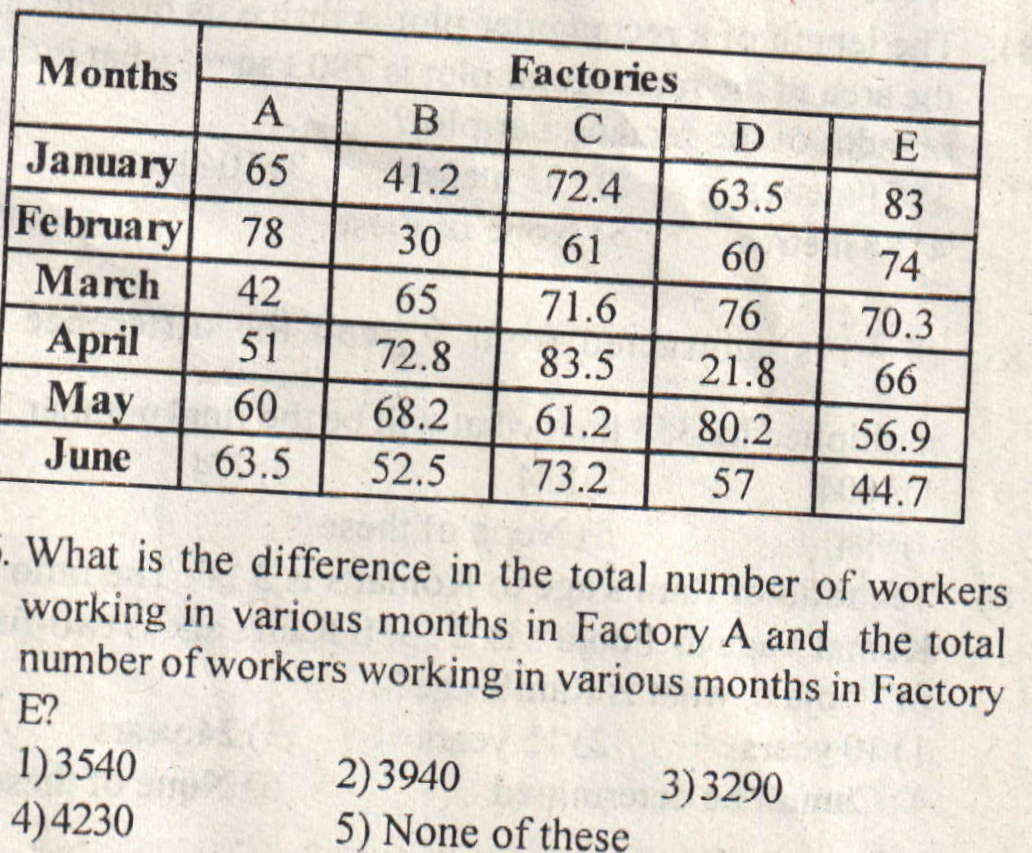 Months Factories
A B C D E
January 65 41.2 72.4 63.5 83
February 78 30 61 60 74
March 42 65 71.6 76 70.3
April 51 72.8 83.5 21.8 66
May 60 68.2 61.2 80.2 56.9
June 63.5 52.5 73.2 57 44.7
. What is the difference in the total number of workers
working in various months in Factory A and the total
number of workers working in various months in Factory
E?
1) 3540 2) 3940 3) 3290
4) 4230 5) None of these